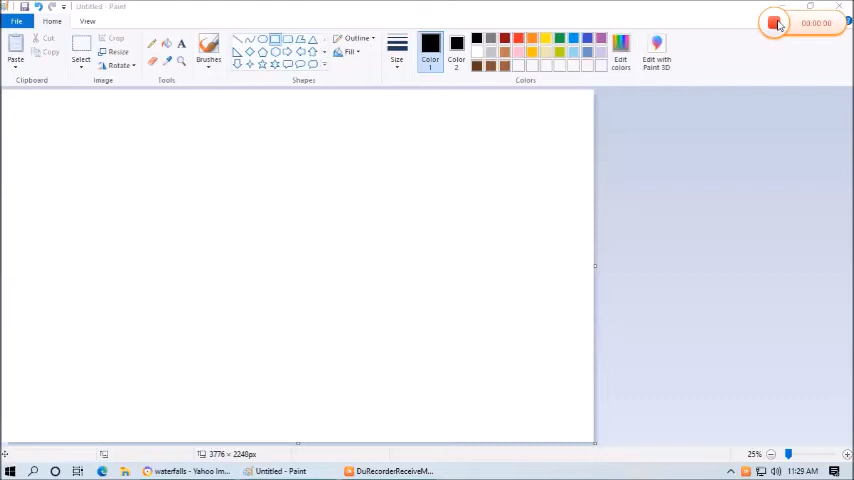 Untitled - Paint
00:00:00
File Home View
Paste
Cut
Copy
Clipboard
Select
Crop
Resize
Rotate
Image
A
Tools
Brushes
Outline
Fill
Shapes
Size
Color
1
Color
2
Edit
colors
Colors
Edit with
Paint 3D
3776 × 2248px
25%
waterfalls - Yahoo Im...
Untitled - Paint
DuRecorderReceiveM...
11:29 AM